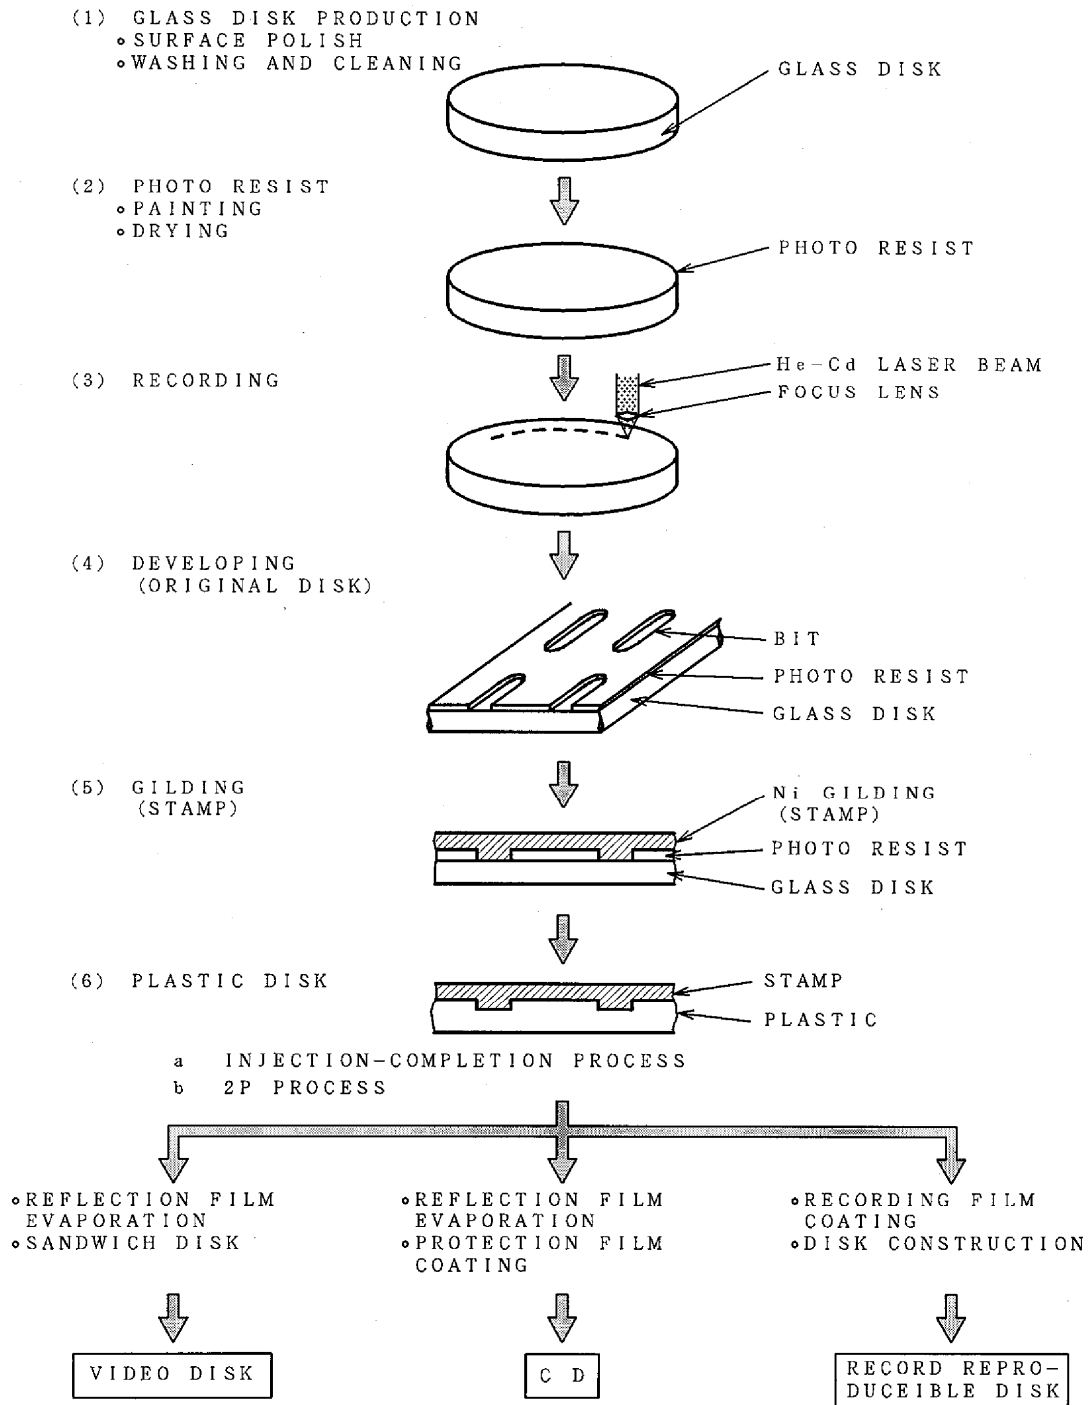 (1) GLASS DISK PRODUCTION
∘SURFACE POLISH
∘WASHING AND CLEANING
GLASS DISK
(2) PHOTO RESIST
∘PAINTING
∘DRYING
PHOTO RESIST
(3) RECORDING
He-Cd LASER BEAM
FOCUS LENS
(4) DEVELOPING
(ORIGINAL DISK)
BIT
PHOTO RESIST
GLASS DISK
(5) GILDING
(STAMP)
Ni GILDING
(STAMP)
PHOTO RESIST
GLASS DISK
(6) PLASTIC DISK
STAMP
PLASTIC
a INJECTION-COMPLETION PROCESS
b 2P PROCESS
∘REFLECTION FILM
EVAPORATION
∘SANDWICH DISK
∘REFLECTION FILM
EVAPORATION
∘PROTECTION FILM
COATING
∘RECORDING FILM
COATING
∘DISK CONSTRUCTION
VIDEO DISK
C D
RECORD REPRO-
DUCEIBLE DISK